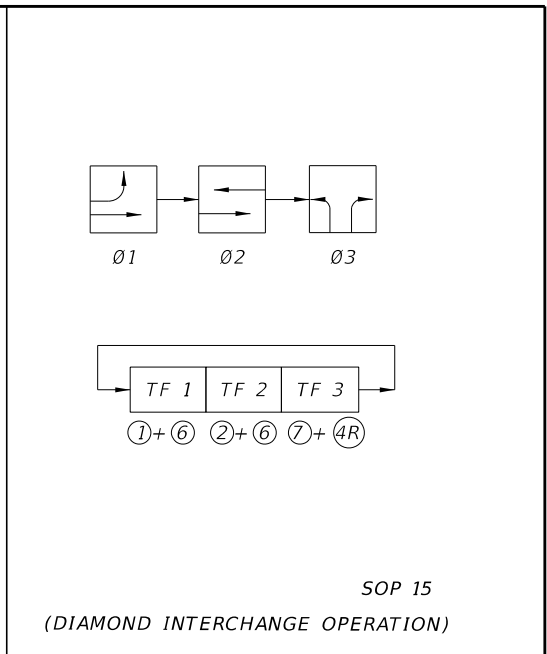 Ø1 Ø2 Ø3
TF 1 TF 2 TF 3
1+6 2+6 7+4R
SOP 15
(DIAMOND INTERCHANGE OPERATION)